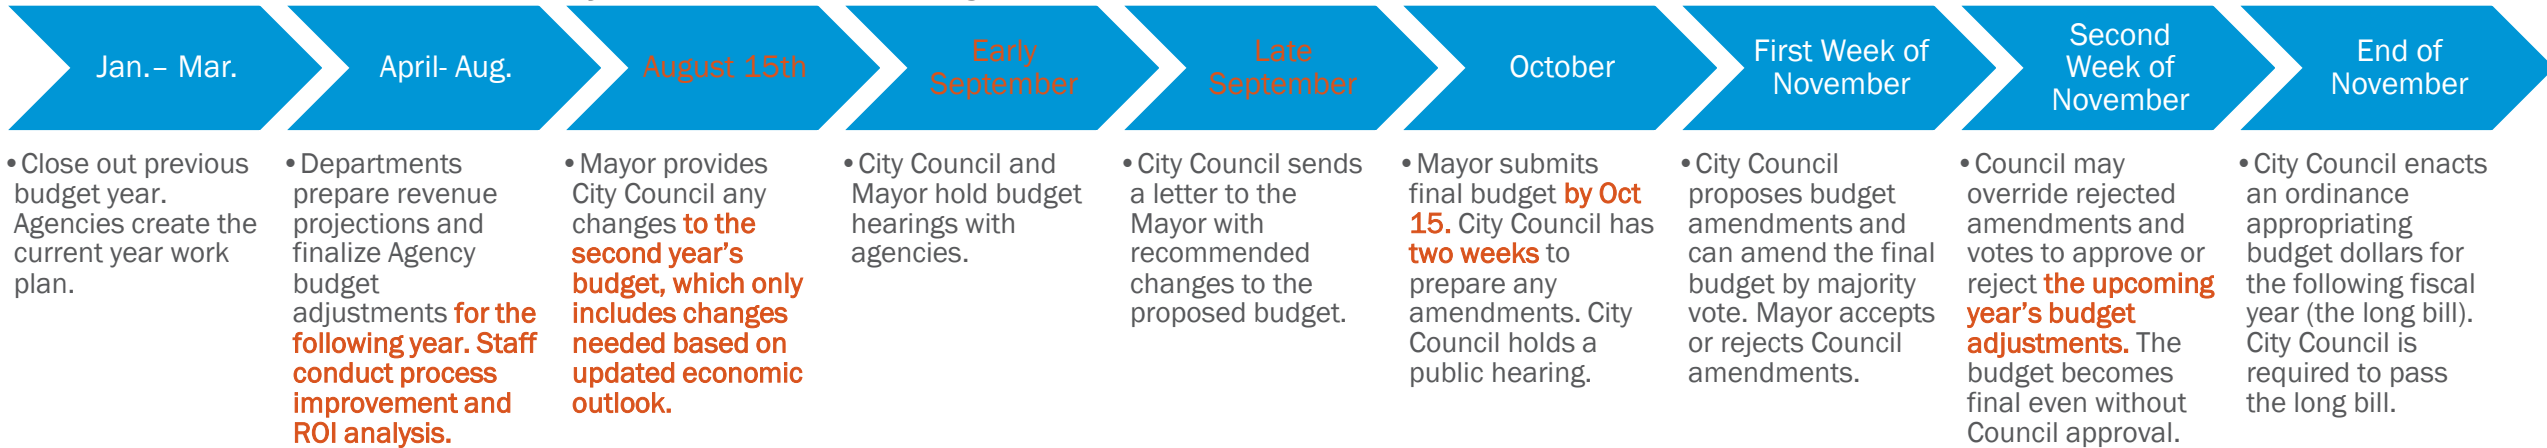 Jan.– Mar.
•Close out previous
budget year.
Agencies create the
current year work
plan.
April- Aug.
•Departments
prepare revenue
projections and
finalize Agency
budget
adjustments for the
following year. Staff
conduct process
improvement and
ROI analysis.
August 15th
•Mayor provides
City Council any
changes to the
second year’s
budget, which only
includes changes
needed based on
updated economic
outlook.
Early
September
•City Council and
Mayor hold budget
hearings with
agencies.
Late
September
•City Council sends
a letter to the
Mayor with
recommended
changes to the
proposed budget.
October
•Mayor submits
final budget by Oct
15. City Council has
two weeks to
prepare any
amendments. City
Council holds a
public hearing.
First Week of
November
•City Council
proposes budget
amendments and
can amend the final
budget by majority
vote. Mayor accepts
or rejects Council
amendments.
Second
Week of
November
•Council may
override rejected
amendments and
votes to approve or
reject the upcoming
year’s budget
adjustments. The
budget becomes
final even without
Council approval.
End of
November
•City Council enacts
an ordinance
appropriating
budget dollars for
the following fiscal
year (the long bill).
City Council is
required to pass
the long bill.